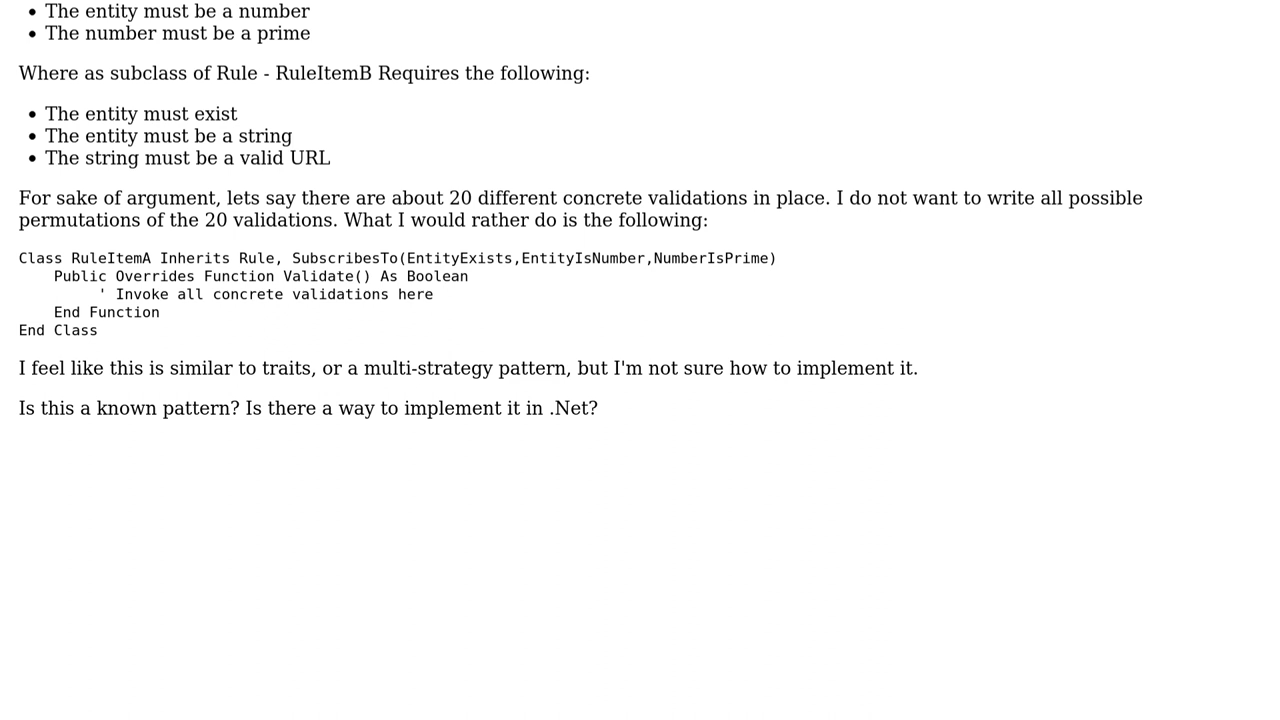 • The entity must be a number
• The number must be a prime
Where as subclass of Rule - RuleItemB Requires the following:
• The entity must exist
• The entity must be a string
• The string must be a valid URL
For sake of argument, lets say there are about 20 different concrete validations in place. I do not want to write all possible
permutations of the 20 validations. What I would rather do is the following:
Class RuleItemA Inherits Rule, SubscribesTo(EntityExists,EntityIsNumber,NumberIsPrime)
    Public Overrides Function Validate() As Boolean
         ' Invoke all concrete validations here
    End Function
End Class
I feel like this is similar to traits, or a multi-strategy pattern, but I'm not sure how to implement it.
Is this a known pattern? Is there a way to implement it in .Net?